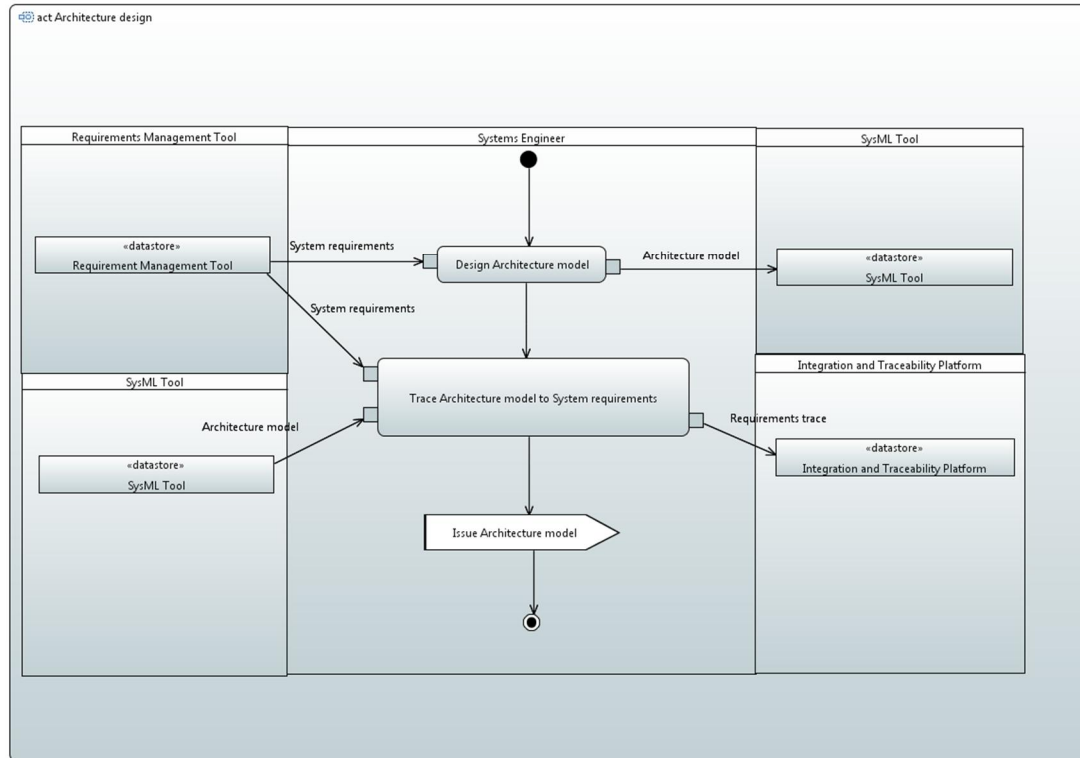 act Architecture design
Requirements Management Tool
Systems Engineer
SysML Tool
«datastore»
Requirement Management Tool
System requirements
Design Architecture model
Architecture model
«datastore»
SysML Tool
System requirements
Integration and Traceability Platform
SysML Tool
Trace Architecture model to System requirements
Architecture model
Requirements trace
«datastore»
SysML Tool
«datastore»
Integration and Traceability Platform
Issue Architecture model